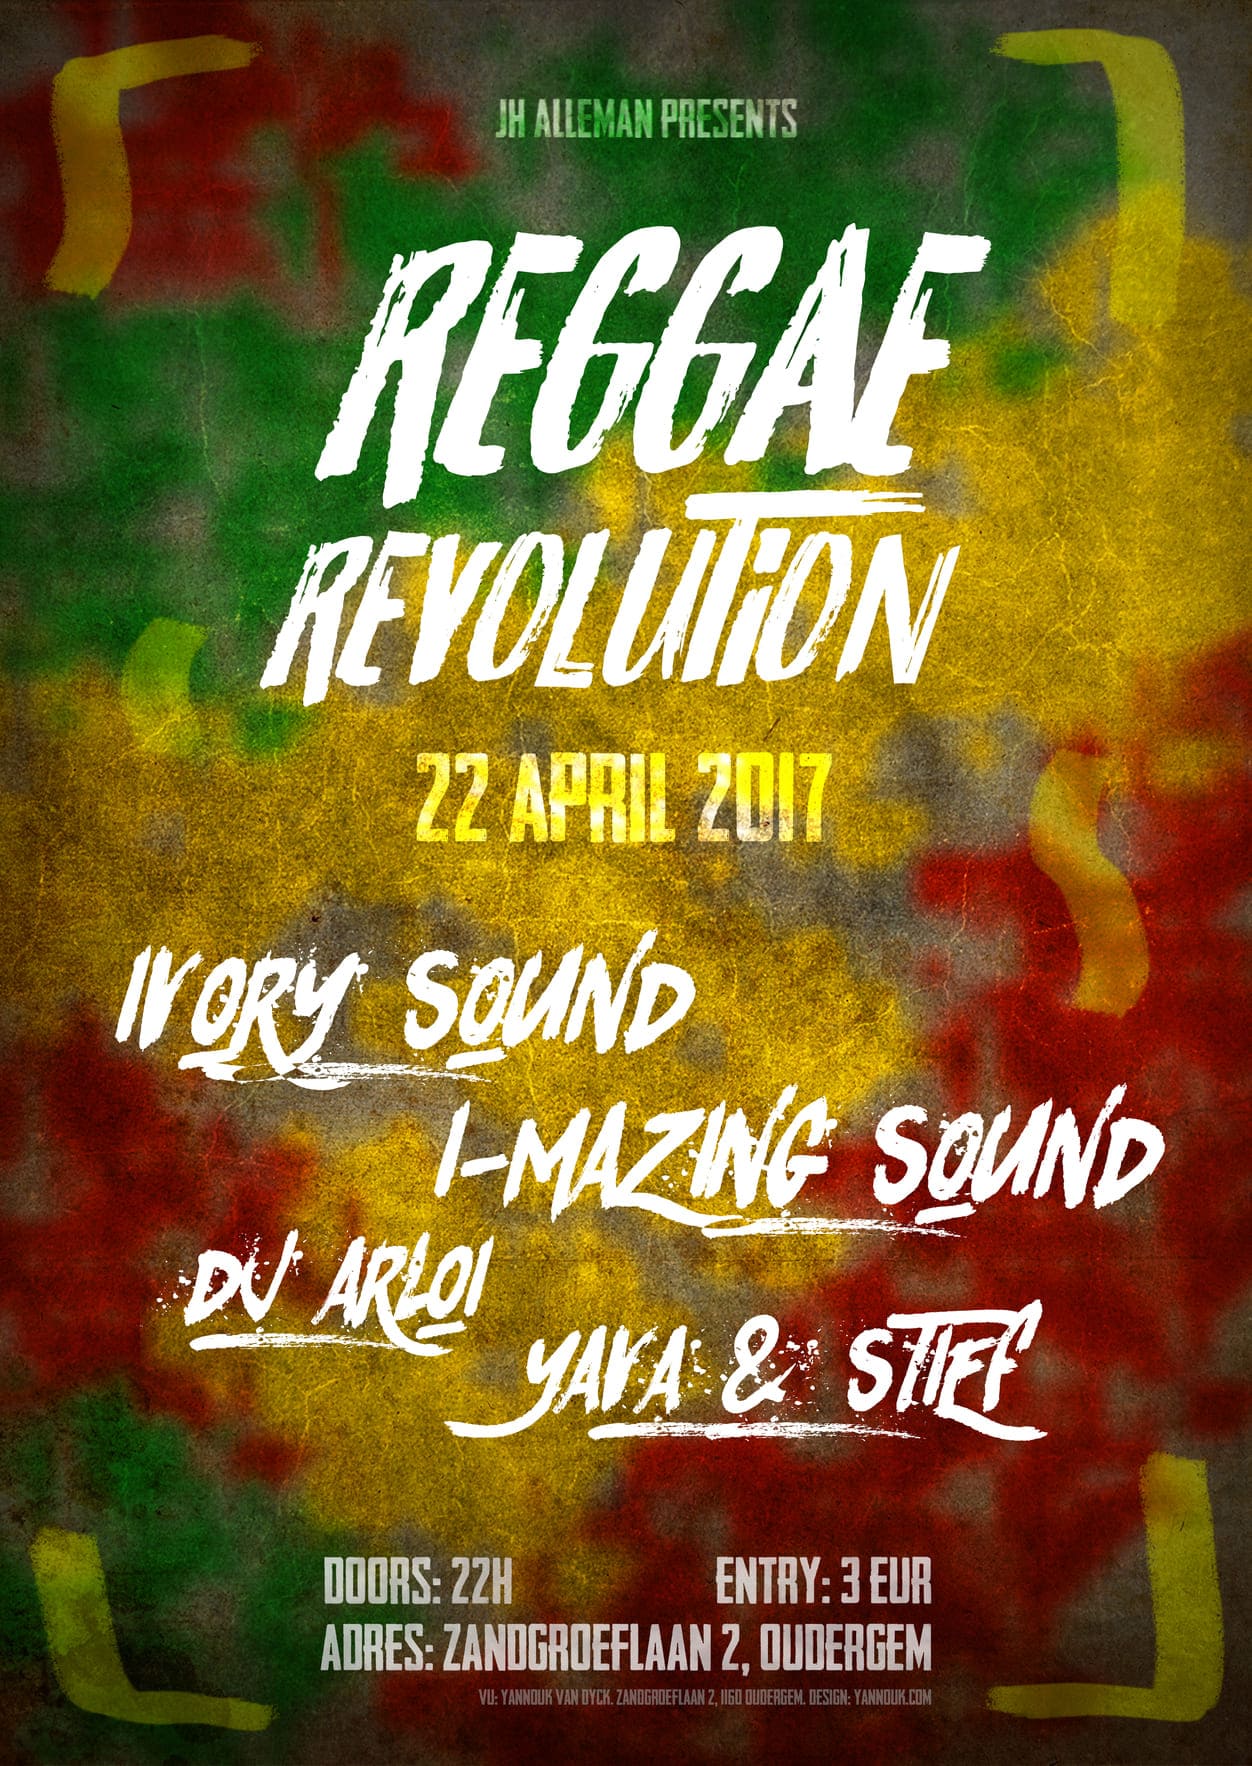 JH ALLEMAN PRESENTS
REGGAE
REVOLUTiON
22 APRIL 2017
IVORY SOUND
I-MAZING SOUND
DJ ARLOI
YAVA & STIEF
DOORS: 22H ENTRY: 3 EUR
ADRES: ZANDGROEFLAAN 2, OUDERGEM
VU: YANNOUK VAN DYCK. ZANDGROEFLAAN 2, 1160 OUDERGEM. DESIGN: YANNOUK.COM